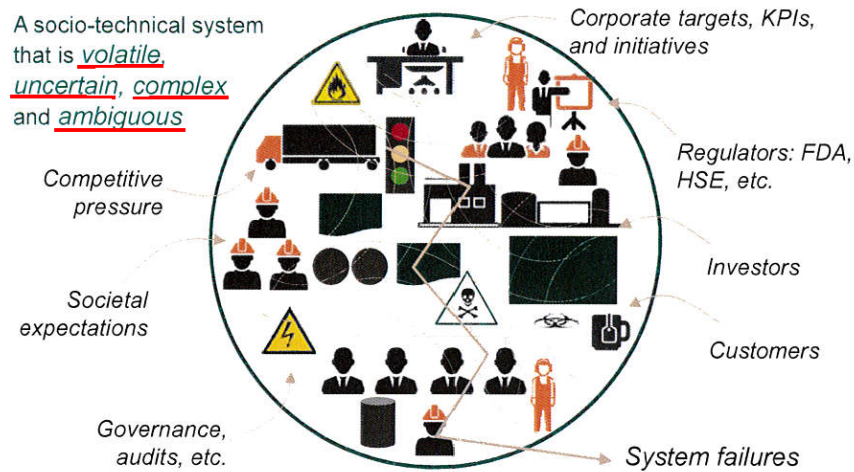 A socio-technical system
that is volatile,
uncertain, complex
and ambiguous
Corporate targets, KPIs,
and initiatives
Regulators: FDA,
HSE, etc.
Competitive
pressure
Investors
Societal
expectations
Customers
Governance,
audits, etc.
System failures